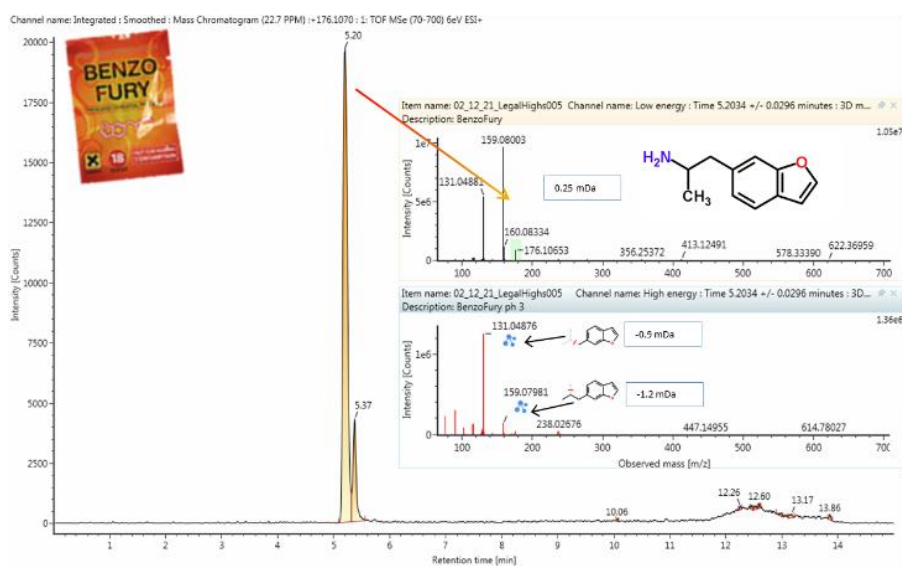 Channel name: Integrated : Smoothed : Mass Chromatogram (22.7 PPM) :+176.1070 : 1: TOF MSe (70-700) 6eV ESI+
20000
5.20
BENZO
FURY
18
17500
15000
12500
10000
7500
5000
2500
0
Intensity [Counts]
5.37
10.06
12.26
12.60
13.17
13.86
1 2 3 4 5 6 7 8 9 10 11 12 13 14
Retention time [min]
Item name: 02_12_21_LegalHighs005 Channel name: Low energy : Time 5.2034 +/- 0.0296 minutes : 3D m...
Description: BenzoFury
1.05e7
1e7
5e6
0
Intensity [Counts]
159.08003
131.04881
0.25 mDa
160.08334
176.10653
356.25372
413.12491
578.33390
622.36959
H₂N
CH₃
O
100 200 300 400 500 600 700
Item name: 02_12_21_LegalHighs005 Channel name: High energy : Time 5.2034 +/- 0.0296 minutes : 3D...
Description: BenzoFury ph 3
1.36e6
1e6
0
Intensity [Counts]
131.04876
-0.5 mDa
159.07981
-1.2 mDa
238.02676
447.14955
614.78027
100 200 300 400 500 600 700
Observed mass [m/z]